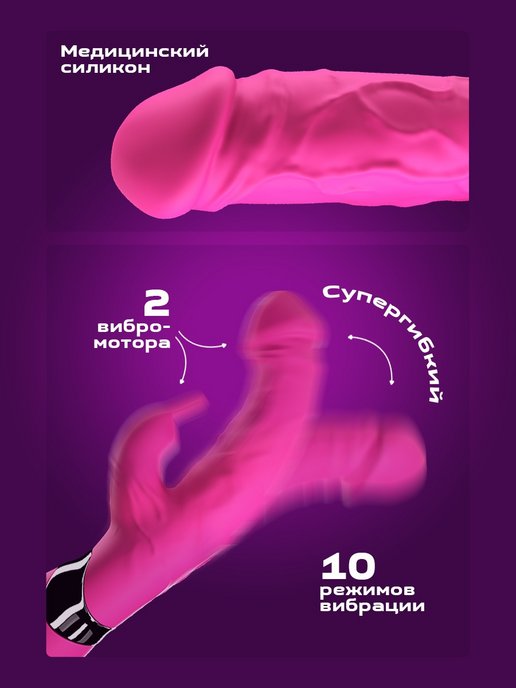 Медицинский
силикон
2
вибро-
мотора
Супергибкий
10
режимов
вибрации